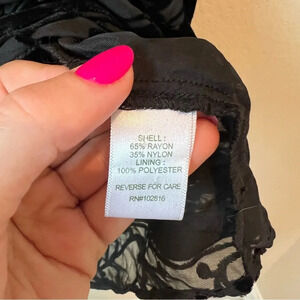 SHELL :
65% RAYON
35% NYLON
LINING :
100% POLYESTER
REVERSE FOR CARE
RN#102816